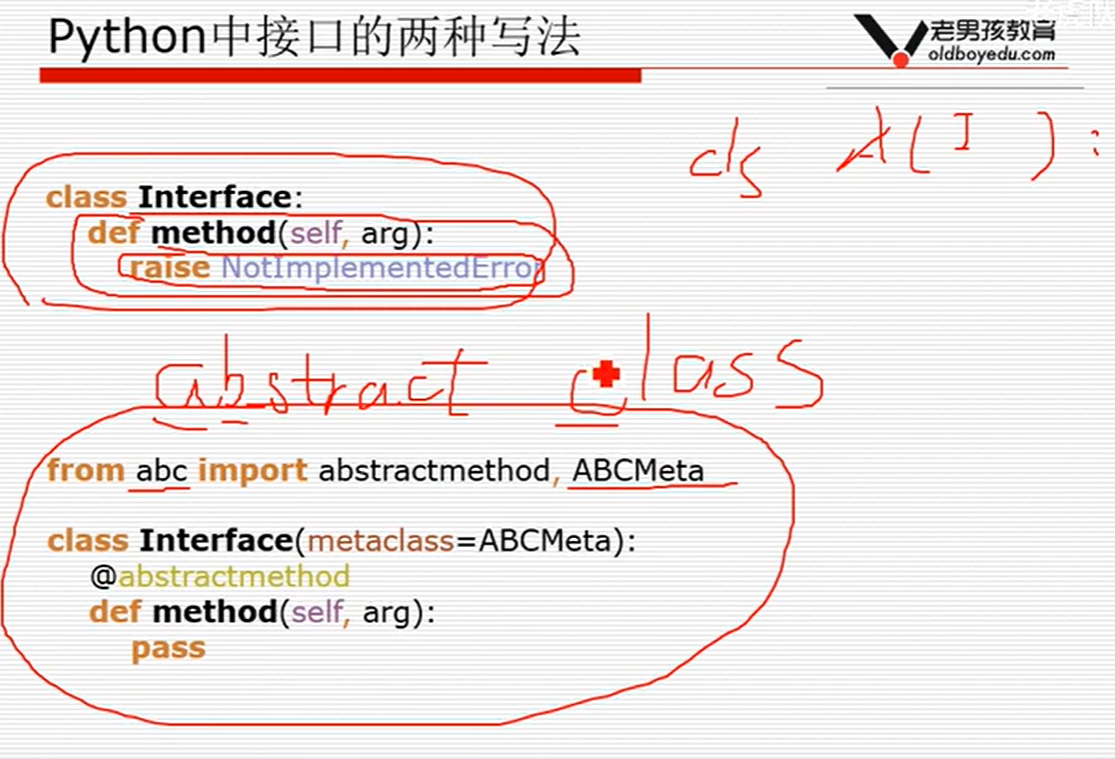 Python中接口的两种写法
老男孩教育
oldboyedu.com
cls A(I):
class Interface:
def method(self, arg):
raise NotImplementedError
abstract class
from abc import abstractmethod, ABCMeta
class Interface(metaclass=ABCMeta):
@abstractmethod
def method(self, arg):
pass